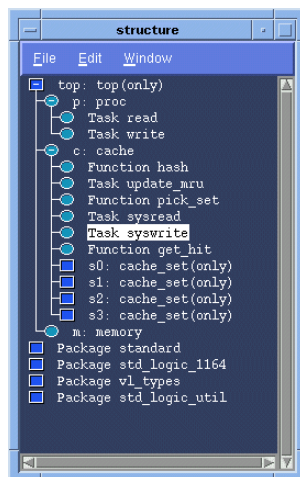 structure
File Edit Window
top: top(only)
p: proc
Task read
Task write
c: cache
Function hash
Task update_mru
Function pick_set
Task sysread
Task syswrite
Function get_hit
s0: cache_set(only)
s1: cache_set(only)
s2: cache_set(only)
s3: cache_set(only)
m: memory
Package standard
Package std_logic_1164
Package vl_types
Package std_logic_util